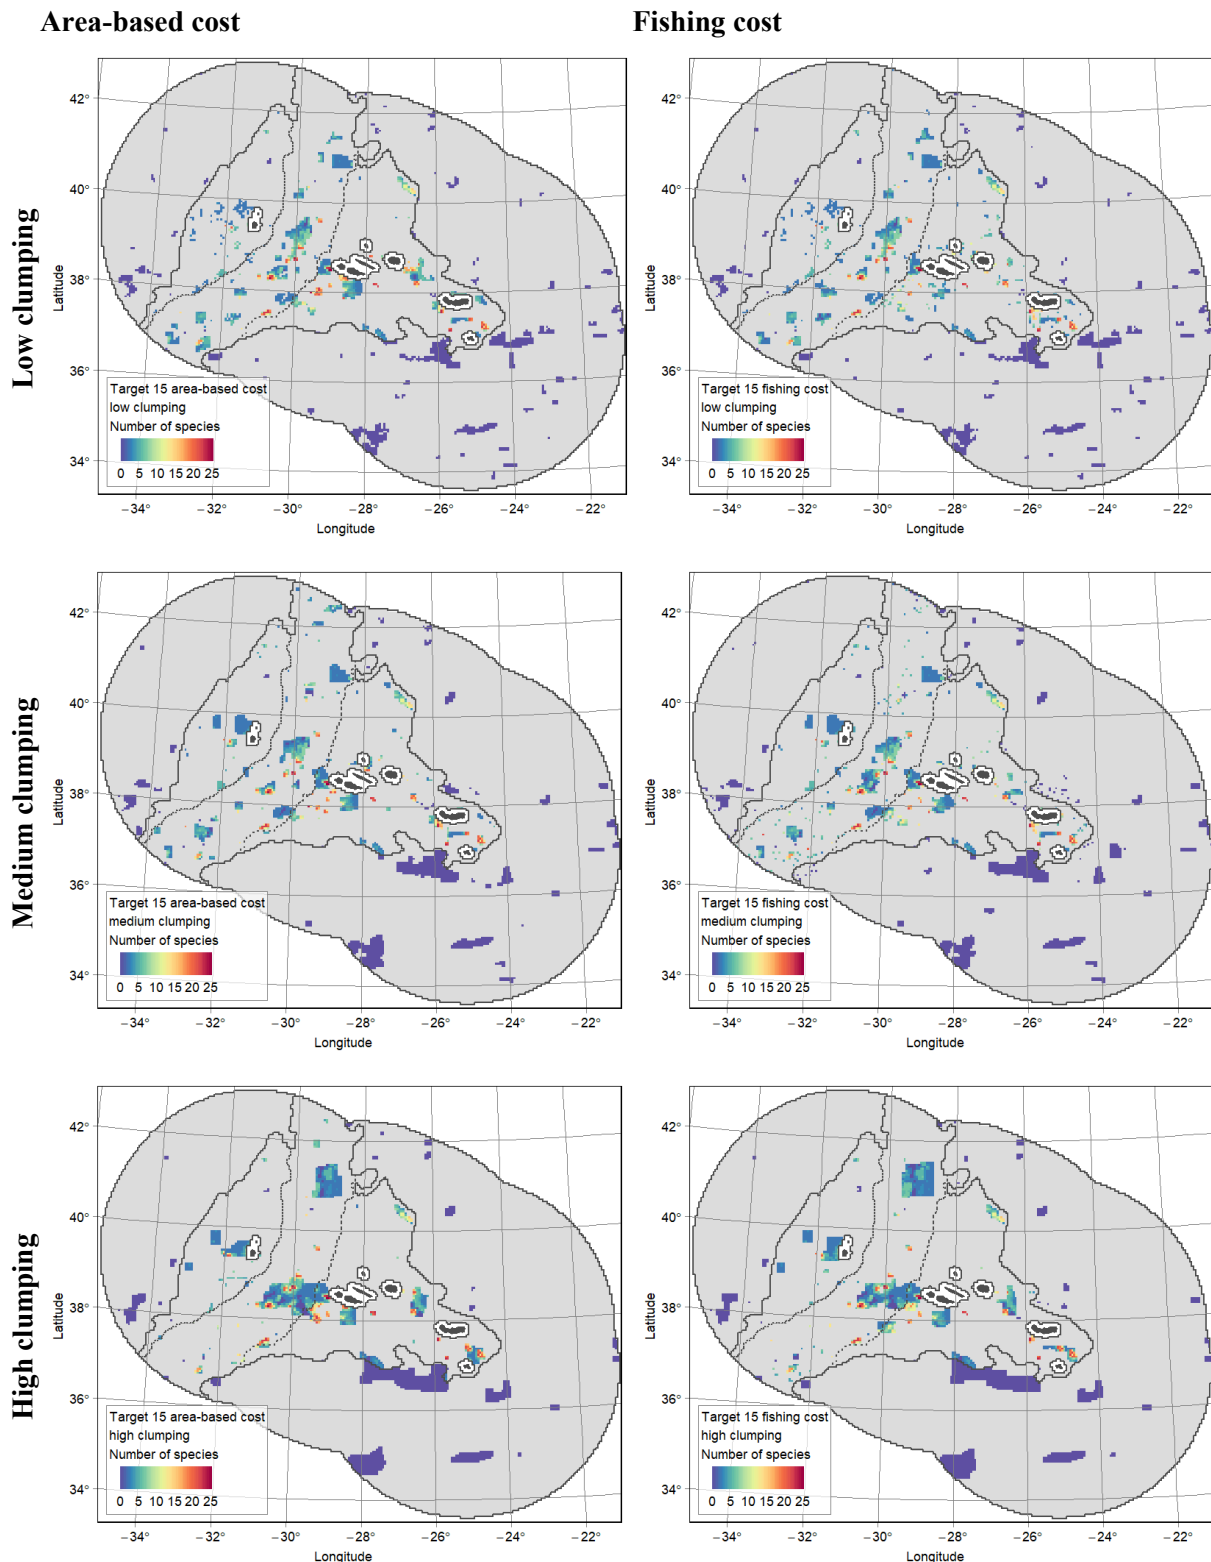 Area-based cost
Fishing cost
Low clumping
42°
40°
38°
36°
34°
Latitude
Target 15 area-based cost
low clumping
Number of species
0 5 10 15 20 25
−34° −32° −30° −28° −26° −24° −22°
Longitude
42°
40°
38°
36°
34°
Latitude
Target 15 fishing cost
low clumping
Number of species
0 5 10 15 20 25
−34° −32° −30° −28° −26° −24° −22°
Longitude
Medium clumping
42°
40°
38°
36°
34°
Latitude
Target 15 area-based cost
medium clumping
Number of species
0 5 10 15 20 25
−34° −32° −30° −28° −26° −24° −22°
Longitude
42°
40°
38°
36°
34°
Latitude
Target 15 fishing cost
medium clumping
Number of species
0 5 10 15 20 25
−34° −32° −30° −28° −26° −24° −22°
Longitude
High clumping
42°
40°
38°
36°
34°
Latitude
Target 15 area-based cost
high clumping
Number of species
0 5 10 15 20 25
−34° −32° −30° −28° −26° −24° −22°
Longitude
42°
40°
38°
36°
34°
Latitude
Target 15 fishing cost
high clumping
Number of species
0 5 10 15 20 25
−34° −32° −30° −28° −26° −24° −22°
Longitude